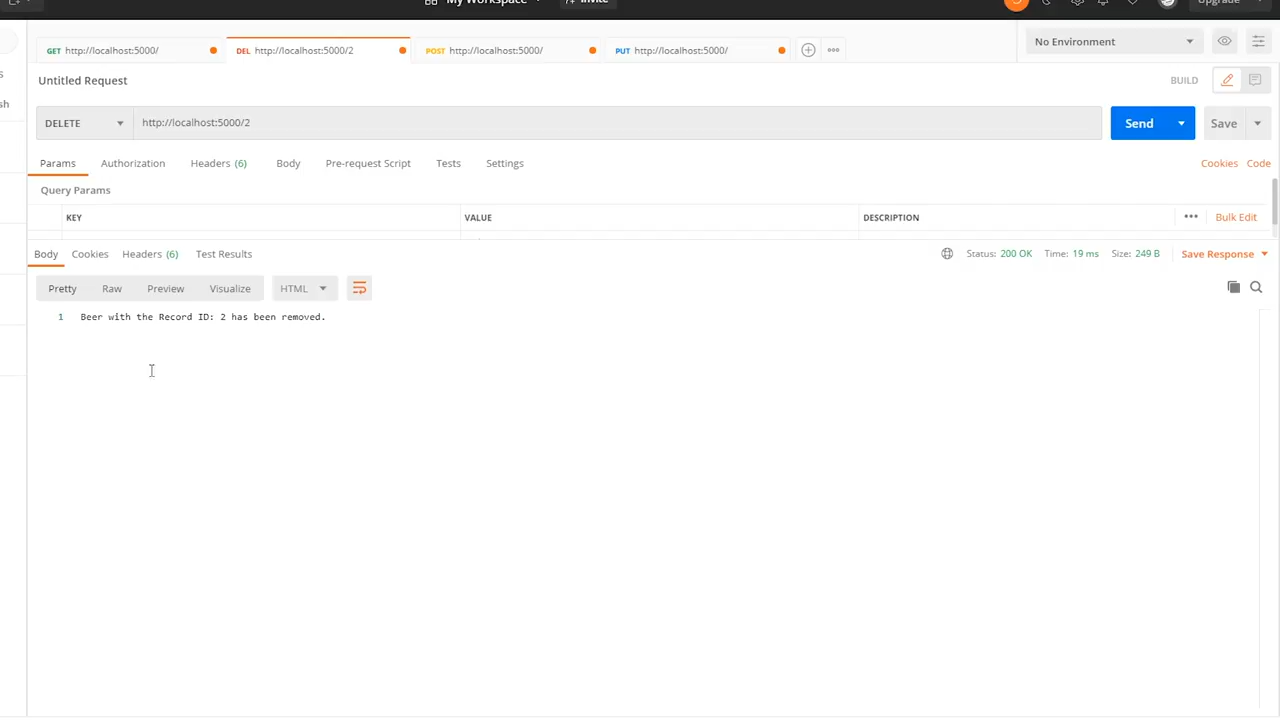 My Workspace
Invite
Upgrade
s
sh
GET http://localhost:5000/
DEL http://localhost:5000/2
POST http://localhost:5000/
PUT http://localhost:5000/
No Environment
Untitled Request
BUILD
DELETE
http://localhost:5000/2
Send
Save
Params
Authorization
Headers (6)
Body
Pre-request Script
Tests
Settings
Cookies
Code
Query Params
KEY
VALUE
DESCRIPTION
Bulk Edit
Body
Cookies
Headers (6)
Test Results
Status: 200 OK
Time: 19 ms
Size: 249 B
Save Response
Pretty
Raw
Preview
Visualize
HTML
1 Beer with the Record ID: 2 has been removed.